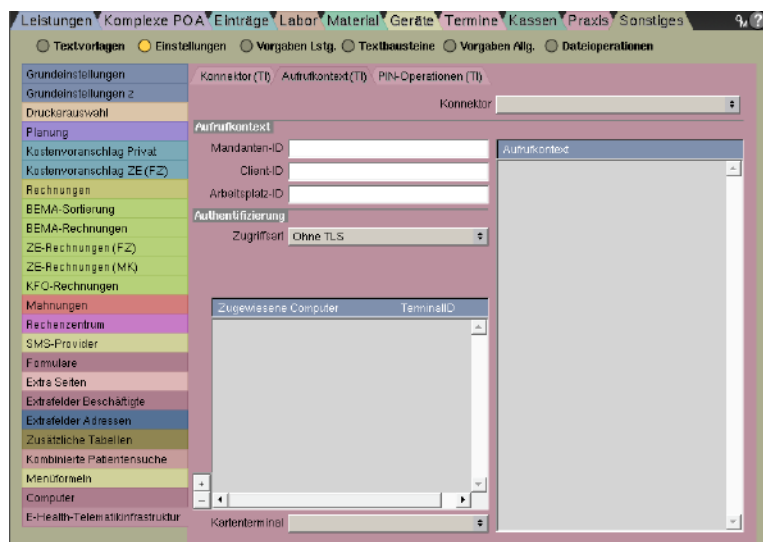 Leistungen Komplexe POA Einträge Labor Material Geräte Termine Kassen Praxis Sonstiges ?
Textvorlagen Einstellungen Vorgaben Lstg. Textbausteine Vorgaben Allg. Dateioperationen
Grundeinstellungen
Grundeinstellungen 2
Druckerauswahl
Planung
Kostenvoranschlag Privat
Kostenvoranschlag ZE (FZ)
Rechnungen
BEMA-Sortierung
BEMA-Rechnungen
ZE-Rechnungen (FZ)
ZE-Rechnungen (MK)
KFO-Rechnungen
Mahnungen
Rechenzentrum
SMS-Provider
Formulare
Extra Seiten
Extrafelder Beschäftigte
Extrafelder Adressen
Zusätzliche Tabellen
Kombinierte Patientensuche
Menüformeln
Computer
E-Health-Telematikinfrastruktur
Konnektor (TI) Aufrufkontext (TI) PIN-Operationen (TI)
Konnektor
Aufrufkontext
Mandanten-ID
Client-ID
Arbeitsplatz-ID
Authentifizierung
Zugriffsart Ohne TLS
Zugewiesene Computer TerminalID
+
−
Kartenterminal
Aufrufkontext